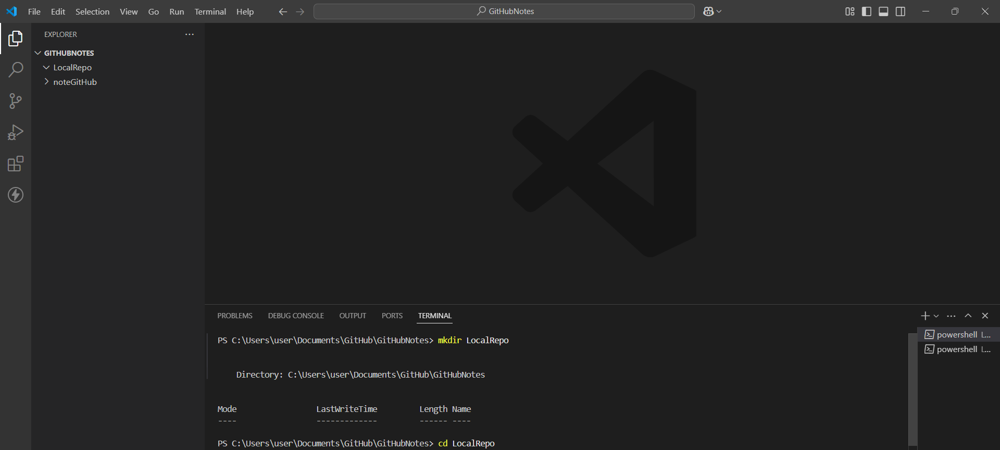 File Edit Selection View Go Run Terminal Help GitHubNotes
EXPLORER
GITHUBNOTES
LocalRepo
noteGitHub
PROBLEMS DEBUG CONSOLE OUTPUT PORTS TERMINAL
PS C:\Users\user\Documents\GitHub\GitHubNotes> mkdir LocalRepo
Directory: C:\Users\user\Documents\GitHub\GitHubNotes
Mode LastWriteTime Length Name
---- ------------- ------ ----
PS C:\Users\user\Documents\GitHub\GitHubNotes> cd LocalRepo
powershell L...
powershell L...